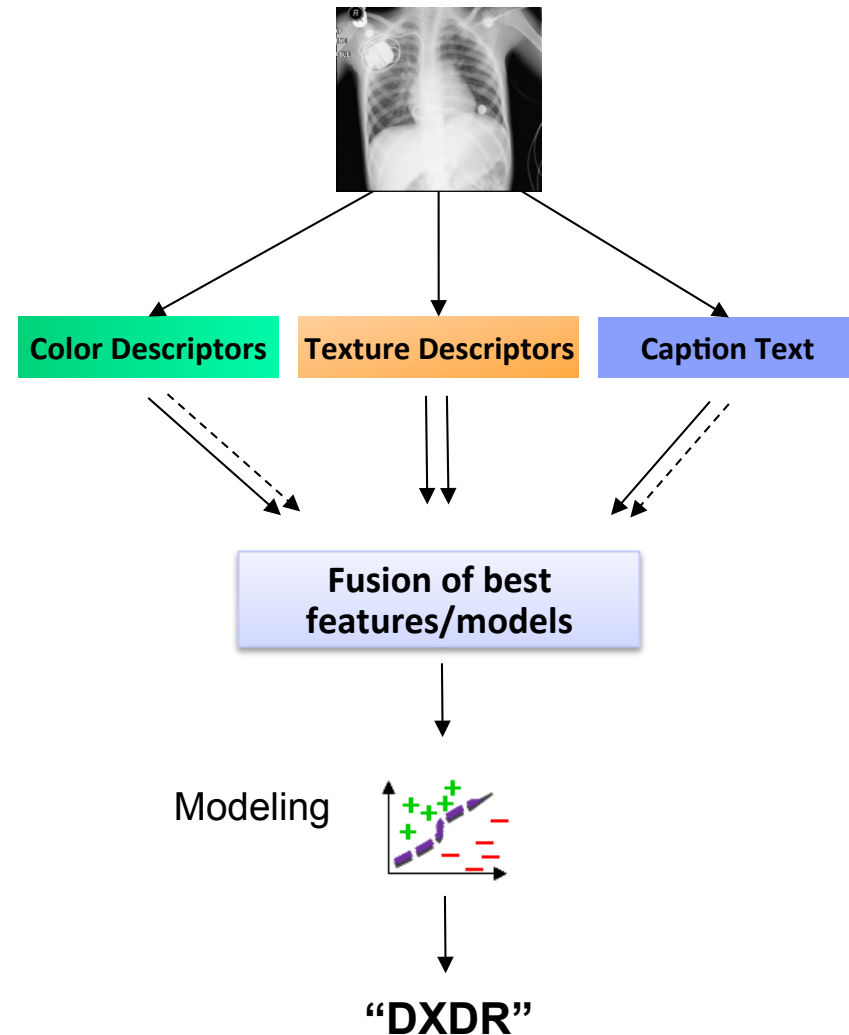 Color Descriptors
Texture Descriptors
Caption Text
Fusion of best
features/models
Modeling
“DXDR”